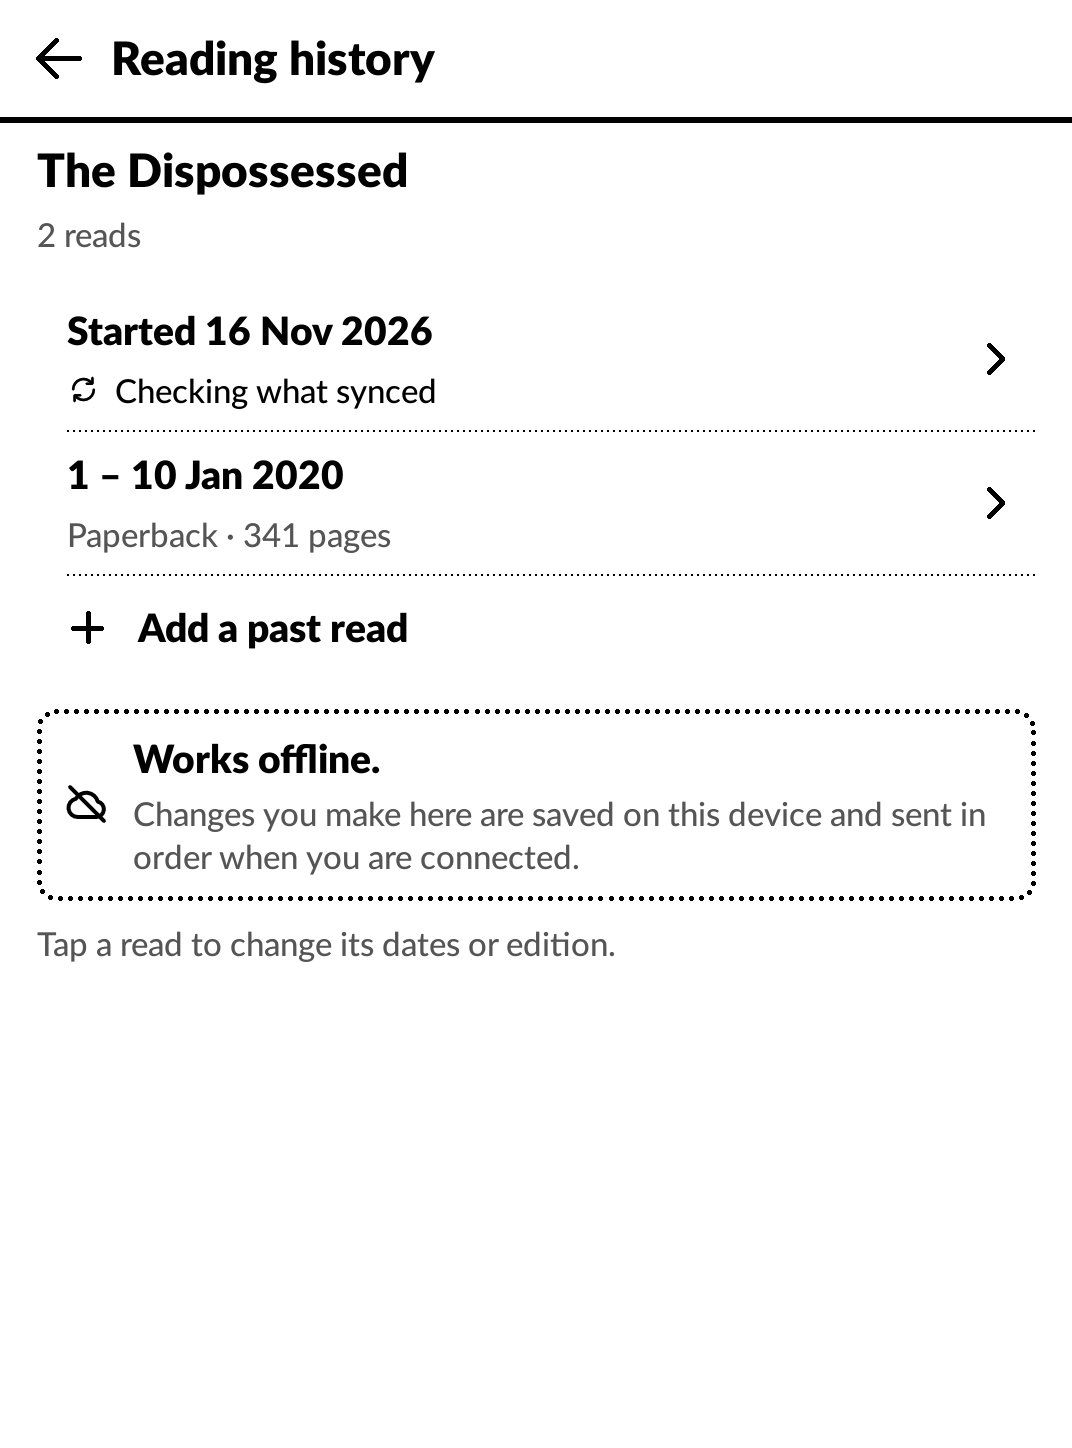 Reading history
The Dispossessed
2 reads
Started 16 Nov 2026
Checking what synced
1 – 10 Jan 2020
Paperback · 341 pages
Add a past read
Works offline.
Changes you make here are saved on this device and sent in
order when you are connected.
Tap a read to change its dates or edition.